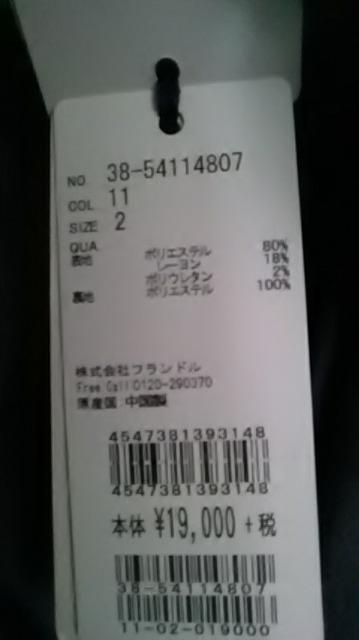 NO. 38-54114807
COL 11
SIZE 2
QUA.
表地 ポリエステル 80%
レーヨン 18%
ポリウレタン 2%
裏地 ポリエステル 100%
株式会社フランドル
Free Call 0120-290370
原産国:中国製
4547381393148
4547381393148
本体 ¥19,000 +税
38-54114807
11-02-019000